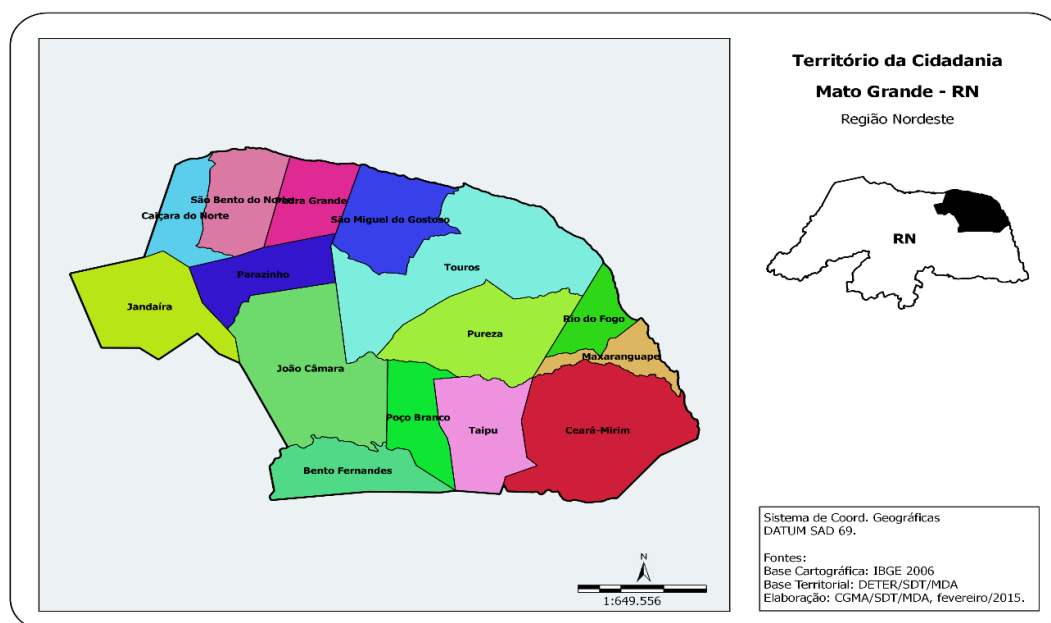 Território da Cidadania
Mato Grande - RN
Região Nordeste
São Bento do Norte
Pedra Grande
Caiçara do Norte
São Miguel do Gostoso
Touros
Parazinho
Jandaíra
Rio do Fogo
Pureza
Maxaranguape
João Câmara
Poço Branco
Taipu
Ceará-Mirim
Bento Fernandes
RN
N
1:649.556
Sistema de Coord. Geográficas
DATUM SAD 69.
Fontes:
Base Cartográfica: IBGE 2006
Base Territorial: DETER/SDT/MDA
Elaboração: CGMA/SDT/MDA, fevereiro/2015.